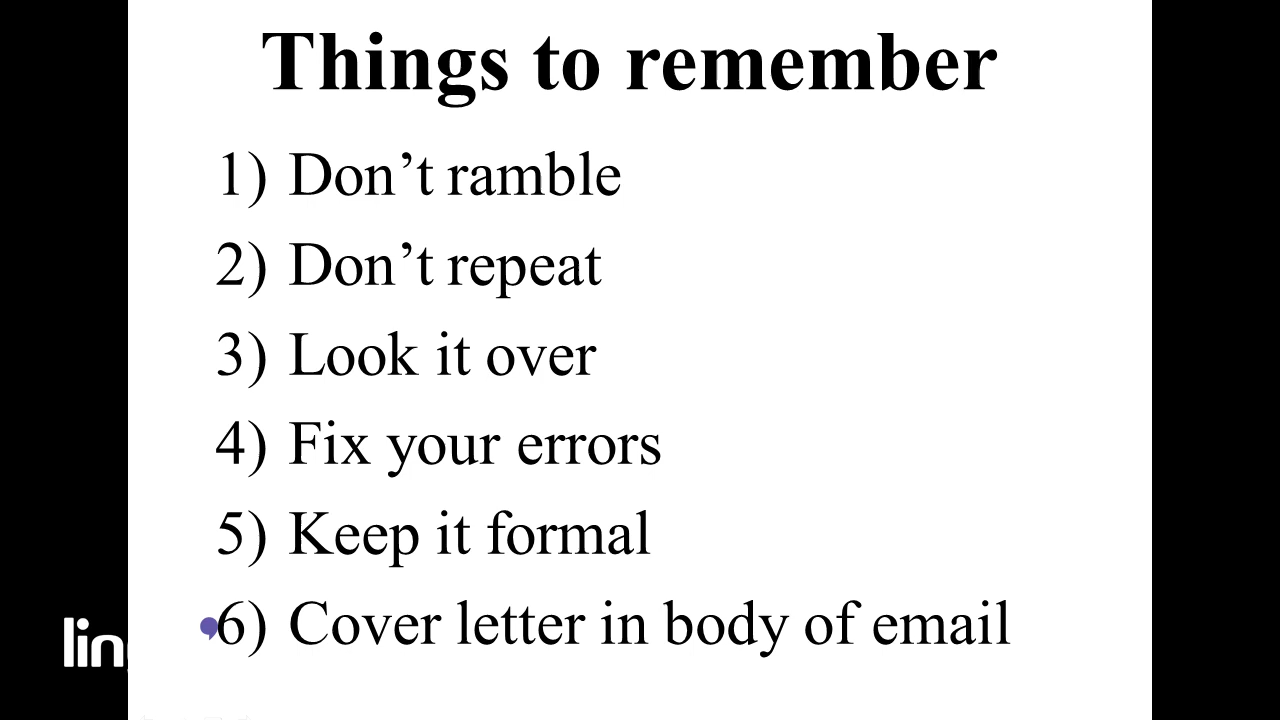 Things to remember
1) Don’t ramble
2) Don’t repeat
3) Look it over
4) Fix your errors
5) Keep it formal
6) Cover letter in body of email